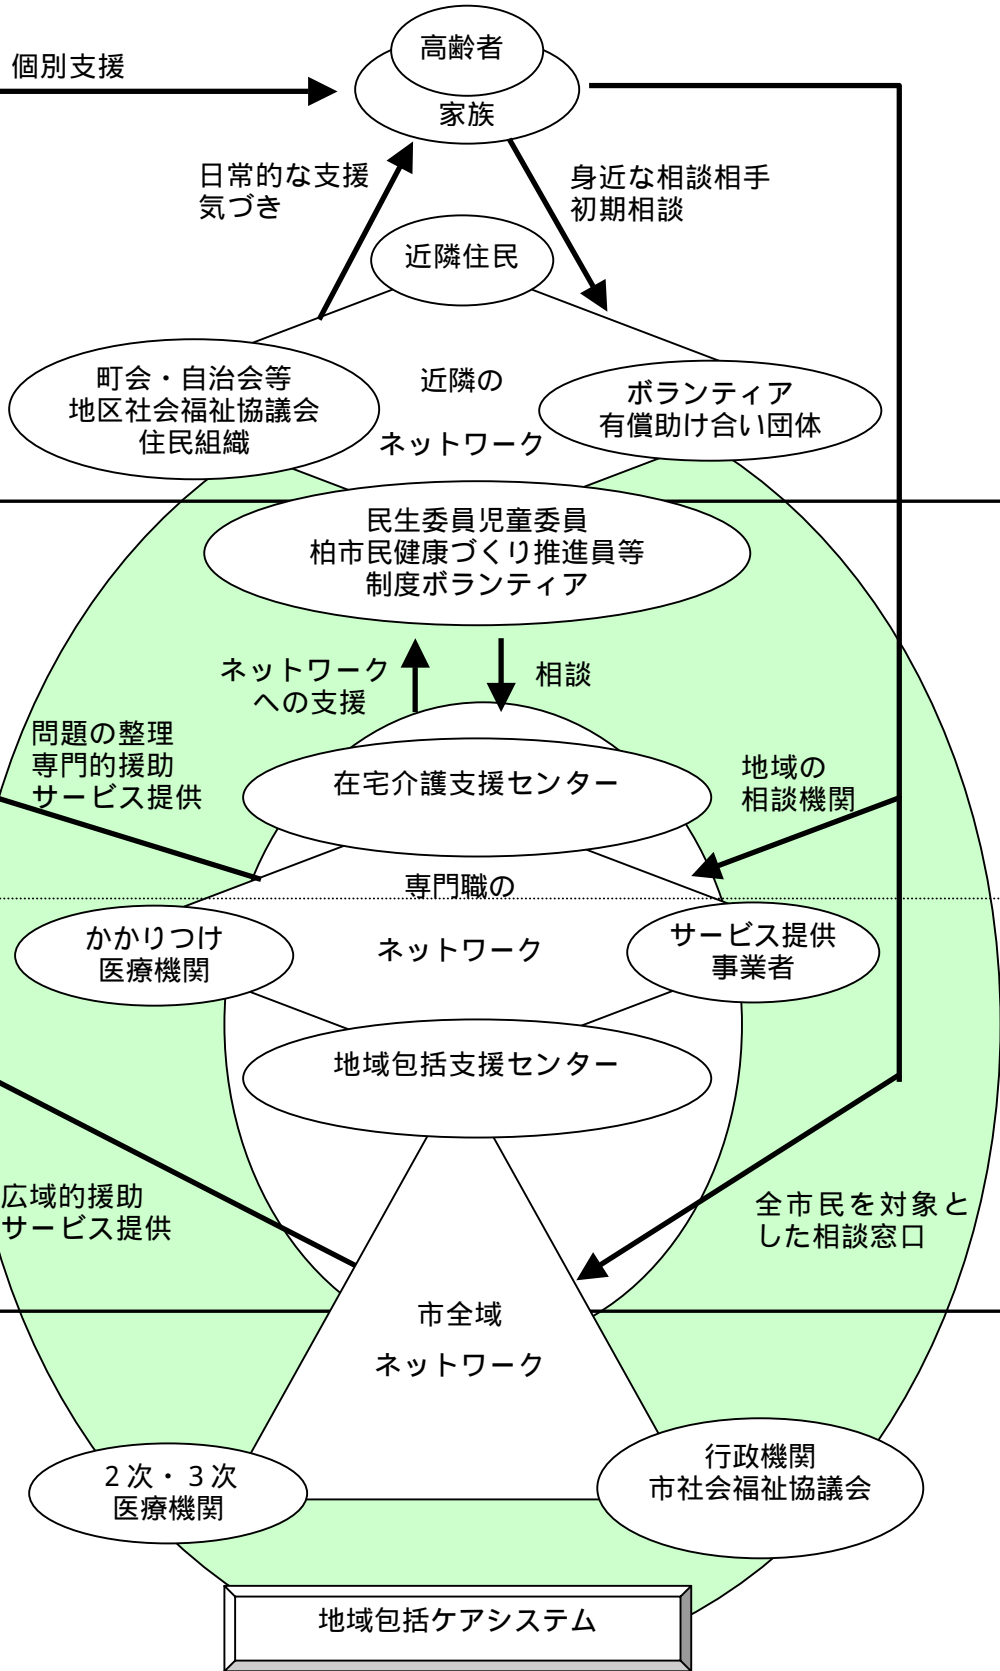 高齢者
個別支援
家族
日常的な支援
気づき
身近な相談相手
初期相談
近隣住民
町会・自治会等
地区社会福祉協議会
住民組織
近隣の
ネットワーク
ボランティア
有償助け合い団体
民生委員児童委員
柏市民健康づくり推進員等
制度ボランティア
ネットワーク
への支援
相談
問題の整理
専門的援助
サービス提供
在宅介護支援センター
地域の
相談機関
専門職の
ネットワーク
かかりつけ
医療機関
サービス提供
事業者
地域包括支援センター
広域的援助
サービス提供
全市民を対象と
した相談窓口
市全域
ネットワーク
2次・3次
医療機関
行政機関
市社会福祉協議会
地域包括ケアシステム